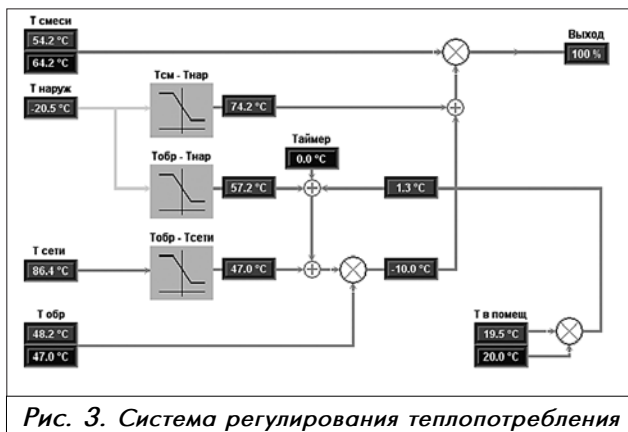 Т смеси
54.2 °C
64.2 °C
Выход
100 %
Т наруж
-20.5 °C
Тсм - Тнар
74.2 °C
Таймер
0.0 °C
Тобр - Тнар
57.2 °C
1.3 °C
Т сети
86.4 °C
Тобр - Тсети
47.0 °C
-10.0 °C
Т обр
48.2 °C
47.0 °C
Т в помещ
19.5 °C
20.0 °C
Рис. 3. Система регулирования теплопотребления